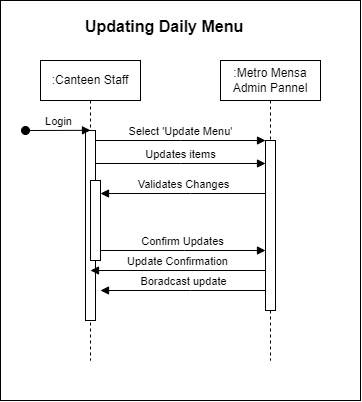 Updating Daily Menu
:Canteen Staff
:Metro Mensa
Admin Pannel
Login
Select 'Update Menu'
Updates items
Validates Changes
Confirm Updates
Update Confirmation
Boradcast update